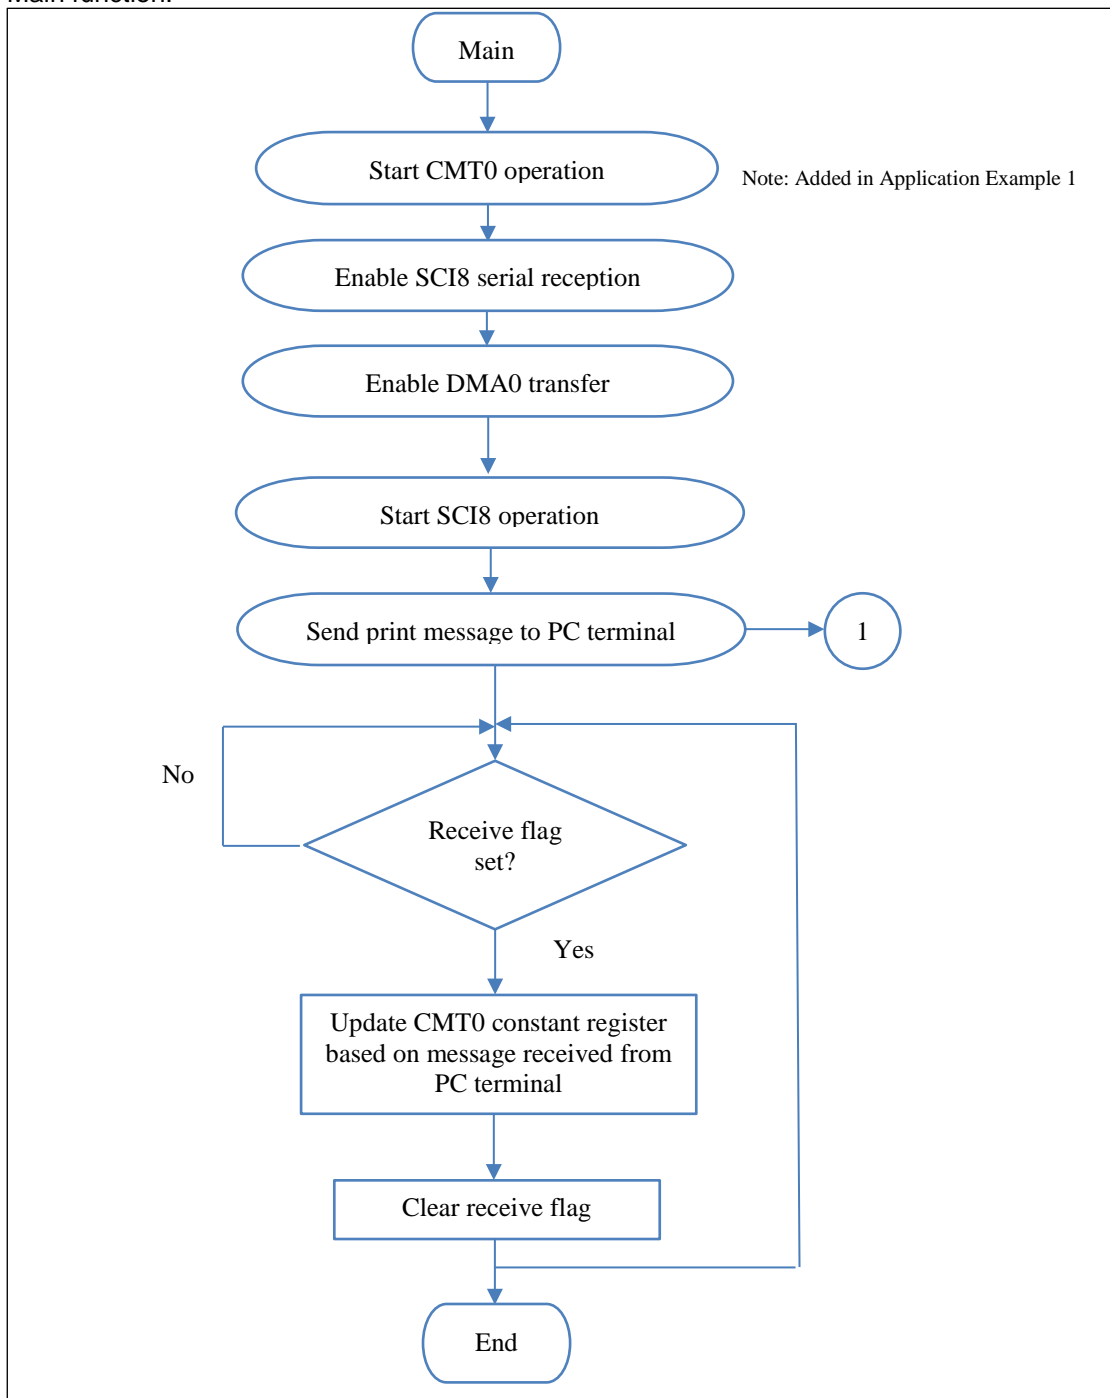 Main function:
Main
Start CMT0 operation
Note: Added in Application Example 1
Enable SCI8 serial reception
Enable DMA0 transfer
Start SCI8 operation
Send print message to PC terminal
1
No
Receive flag
set?
Yes
Update CMT0 constant register
based on message received from
PC terminal
Clear receive flag
End